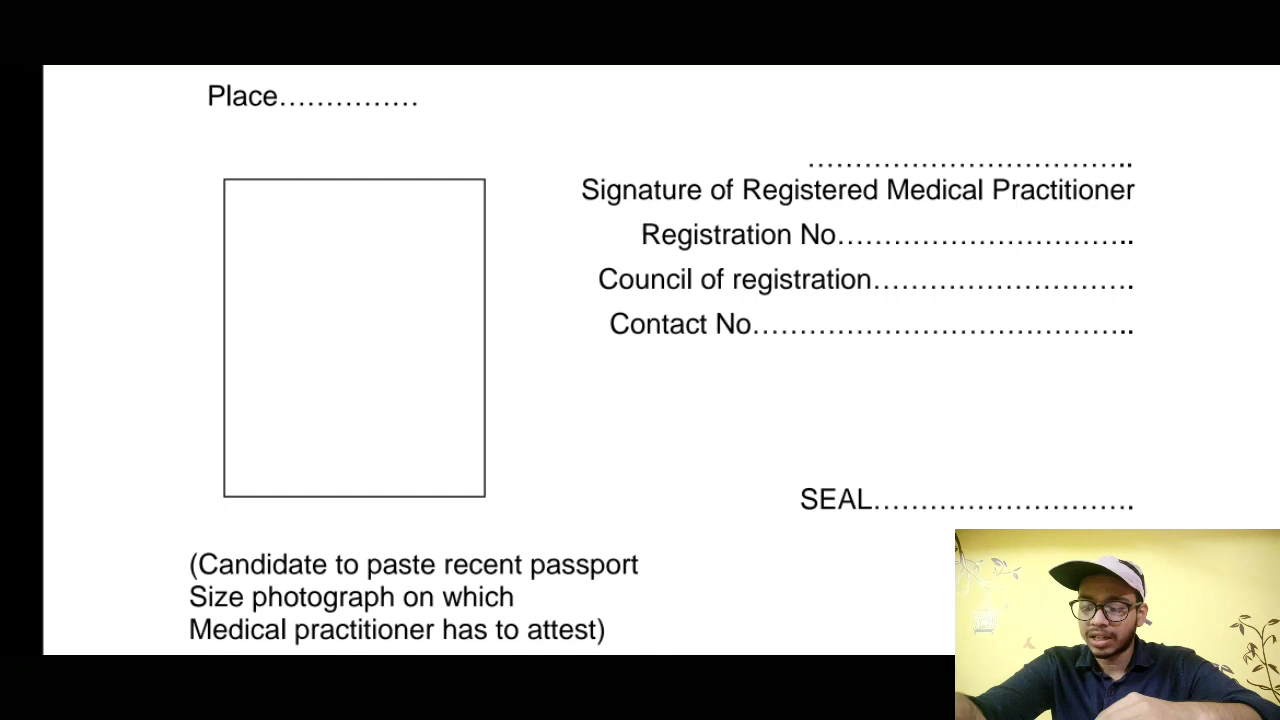 Place……………
……………………………..
Signature of Registered Medical Practitioner
Registration No…………………………..
Council of registration……………………….
Contact No…………………………………..
SEAL……………………….
(Candidate to paste recent passport
Size photograph on which
Medical practitioner has to attest)